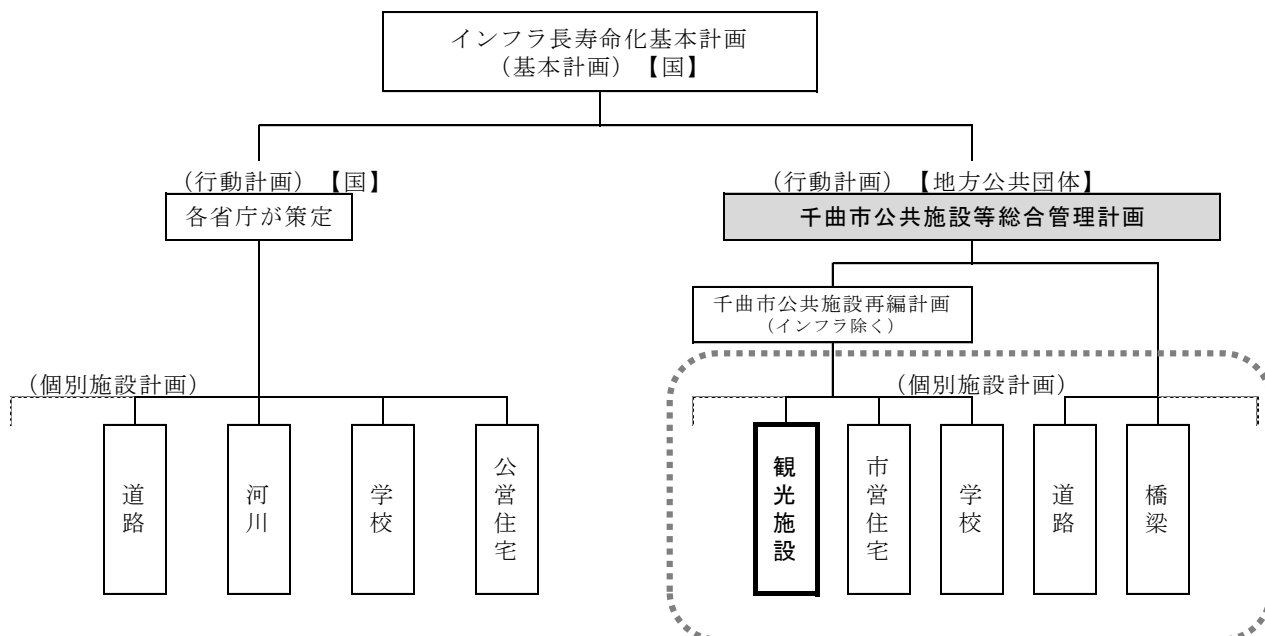 インフラ長寿命化基本計画
（基本計画）【国】
（行動計画）【国】
各省庁が策定
（行動計画）【地方公共団体】
千曲市公共施設等総合管理計画
千曲市公共施設再編計画
（インフラ除く）
（個別施設計画）
道路
河川
学校
公営住宅
（個別施設計画）
観光施設
市営住宅
学校
道路
橋梁